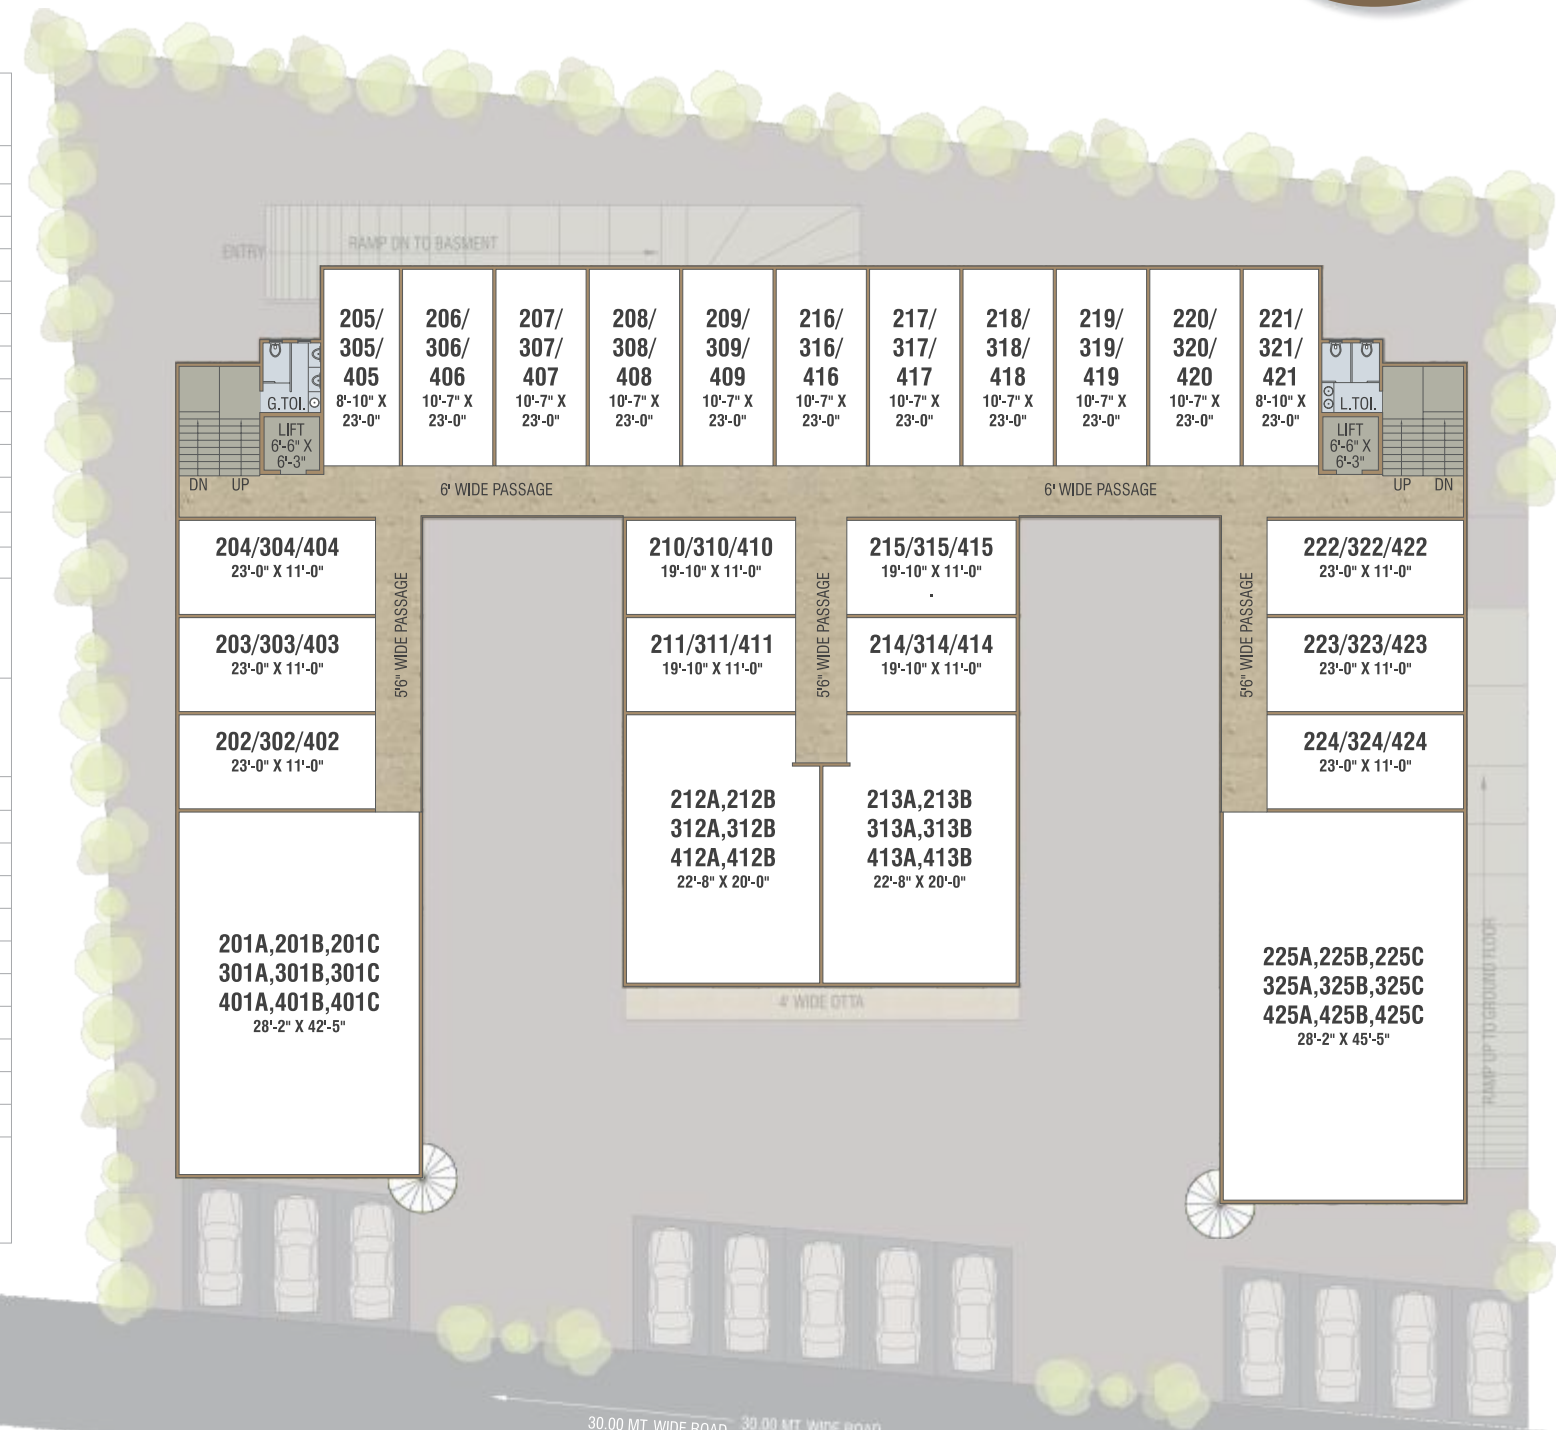 ENTRY
RAMP DN TO BASMENT
205/
305/
405
8'-10" X
23'-0"
206/
306/
406
10'-7" X
23'-0"
207/
307/
407
10'-7" X
23'-0"
208/
308/
408
10'-7" X
23'-0"
209/
309/
409
10'-7" X
23'-0"
216/
316/
416
10'-7" X
23'-0"
217/
317/
417
10'-7" X
23'-0"
218/
318/
418
10'-7" X
23'-0"
219/
319/
419
10'-7" X
23'-0"
220/
320/
420
10'-7" X
23'-0"
221/
321/
421
8'-10" X
23'-0"
G.TOI.
LIFT
6'-6" X
6'-3"
DN UP
L.TOI.
LIFT
6'-6" X
6'-3"
UP DN
6' WIDE PASSAGE
6' WIDE PASSAGE
204/304/404
23'-0" X 11'-0"
203/303/403
23'-0" X 11'-0"
202/302/402
23'-0" X 11'-0"
5'6" WIDE PASSAGE
210/310/410
19'-10" X 11'-0"
211/311/411
19'-10" X 11'-0"
5'6" WIDE PASSAGE
215/315/415
19'-10" X 11'-0"
.
214/314/414
19'-10" X 11'-0"
5'6" WIDE PASSAGE
222/322/422
23'-0" X 11'-0"
223/323/423
23'-0" X 11'-0"
224/324/424
23'-0" X 11'-0"
212A,212B
312A,312B
412A,412B
22'-8" X 20'-0"
213A,213B
313A,313B
413A,413B
22'-8" X 20'-0"
201A,201B,201C
301A,301B,301C
401A,401B,401C
28'-2" X 42'-5"
225A,225B,225C
325A,325B,325C
425A,425B,425C
28'-2" X 45'-5"
4' WIDE OTTA
RAMP UP TO GROUND FLOOR
30.00 MT. WIDE ROAD
30.00 MT. WIDE ROAD